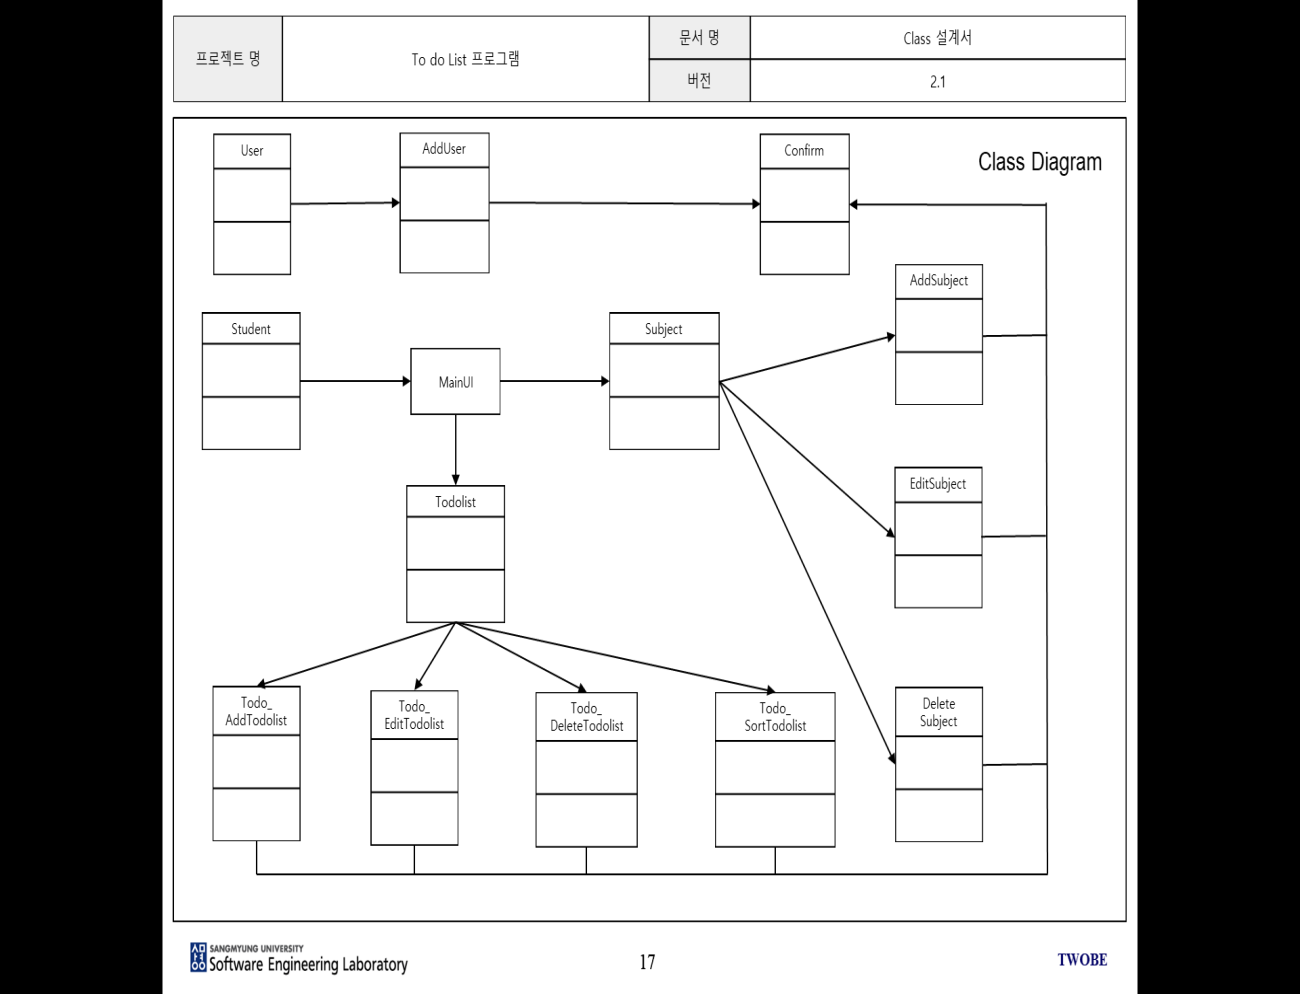 프로젝트 명
To do List 프로그램
문서 명
Class 설계서
버전
2.1
Class Diagram
User
AddUser
Confirm
AddSubject
Student
MainUI
Subject
EditSubject
Todolist
Todo_
AddTodolist
Todo_
EditTodolist
Todo_
DeleteTodolist
Todo_
SortTodolist
Delete
Subject
SANGMYUNG UNIVERSITY
Software Engineering Laboratory
17
TWOBE